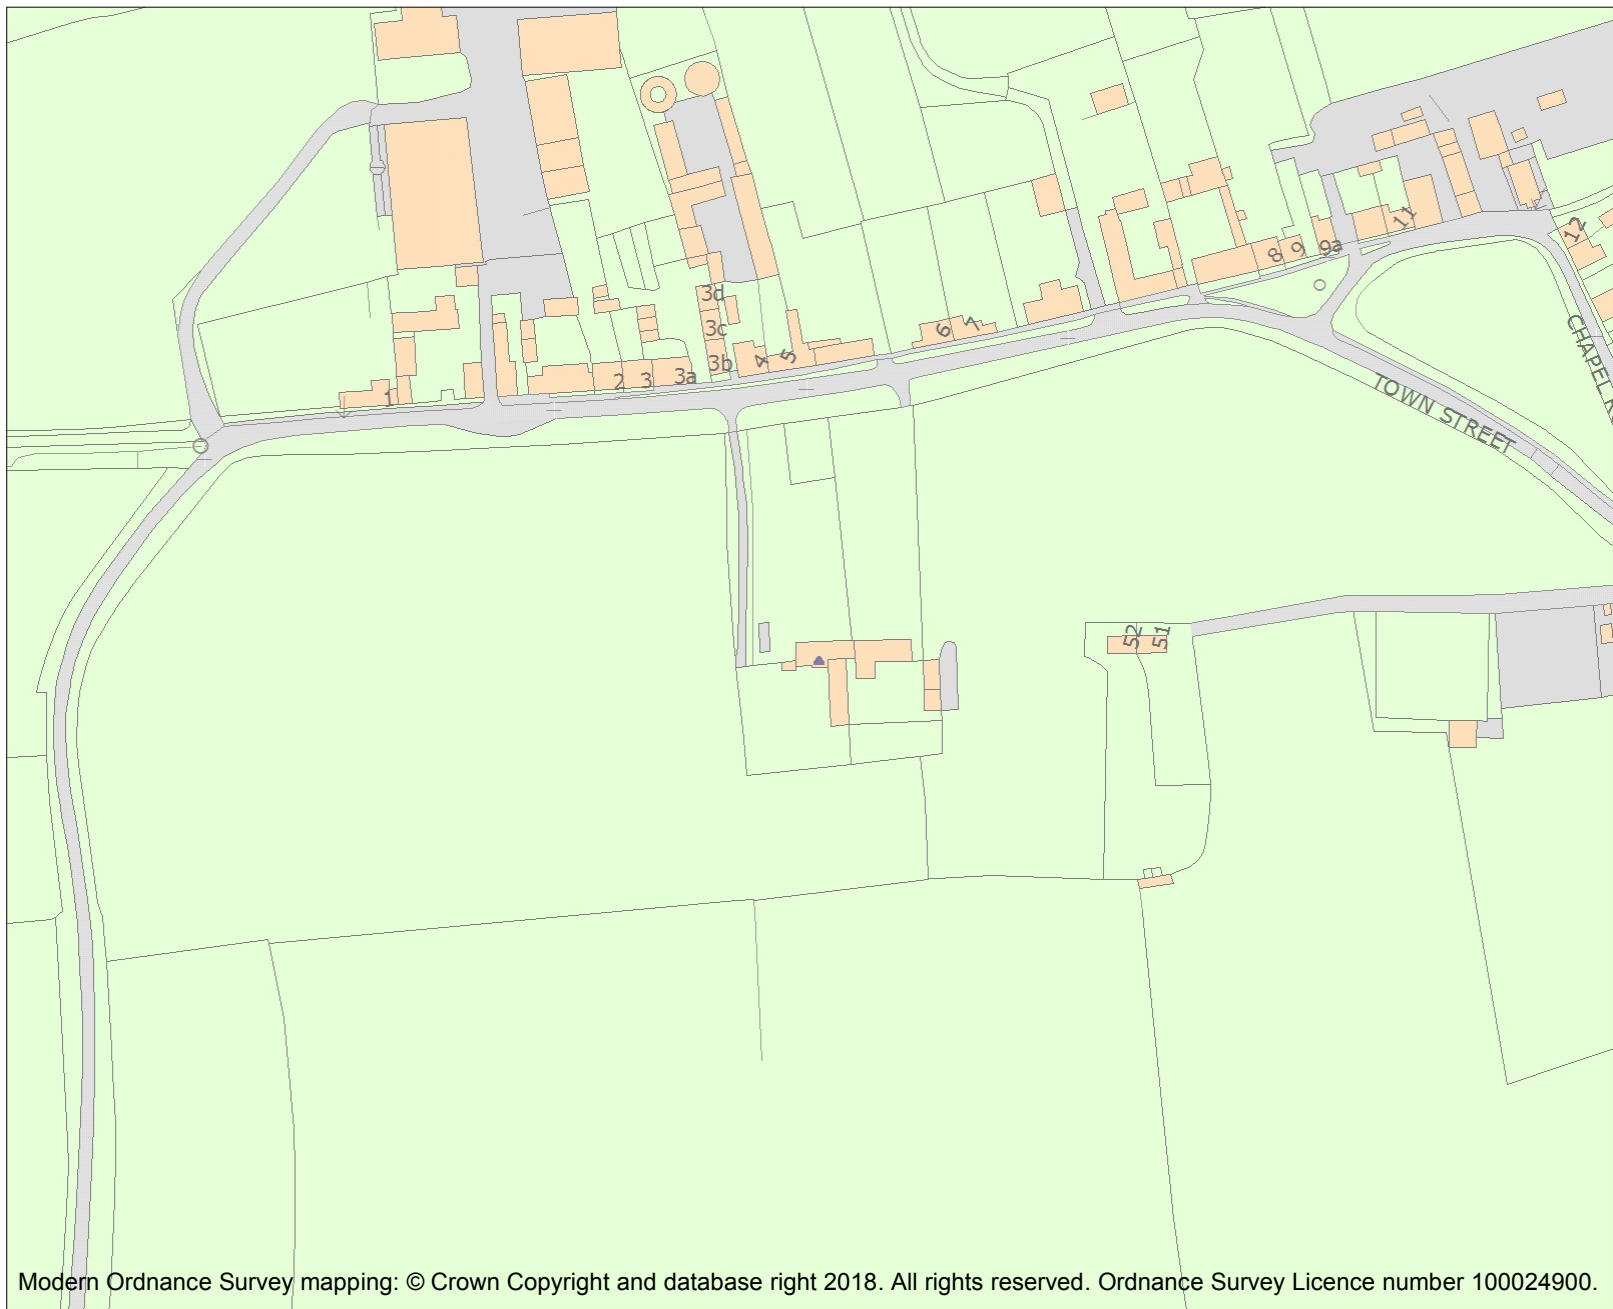 12
11
9a
9
8
3d
3c
7
6
5
4
3b
3a
3
2
1
CHAPEL
TOWN STREET
52
51
Modern Ordnance Survey mapping: © Crown Copyright and database right 2018. All rights reserved. Ordnance Survey Licence number 100024900.